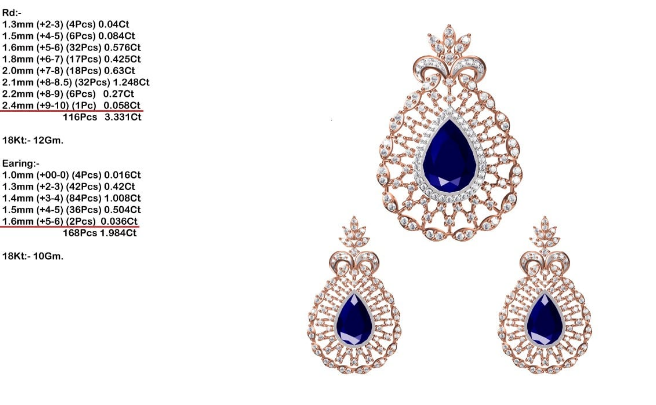 Rd:-
1.3mm (+2-3) (4Pcs) 0.04Ct
1.5mm (+4-5) (6Pcs) 0.084Ct
1.6mm (+5-6) (32Pcs) 0.576Ct
1.8mm (+6-7) (17Pcs) 0.425Ct
2.0mm (+7-8) (18Pcs) 0.63Ct
2.1mm (+8-8.5) (32Pcs) 1.248Ct
2.2mm (+8-9) (6Pcs) 0.27Ct
2.4mm (+9-10) (1Pc) 0.058Ct
116Pcs 3.331Ct
18Kt:- 12Gm.
Earing:-
1.0mm (+00-0) (4Pcs) 0.016Ct
1.3mm (+2-3) (42Pcs) 0.42Ct
1.4mm (+3-4) (84Pcs) 1.008Ct
1.5mm (+4-5) (36Pcs) 0.504Ct
1.6mm (+5-6) (2Pcs) 0.036Ct
168Pcs 1.984Ct
18Kt:- 10Gm.